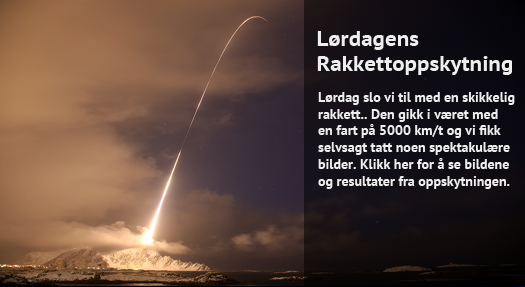 Lørdagens
Rakkettoppskytning
Lørdag slo vi til med en skikkelig
rakkett.. Den gikk i været med
en fart på 5000 km/t og vi fikk
selvsagt tatt noen spektakulære
bilder. Klikk her for å se bildene
og resultater fra oppskytningen.